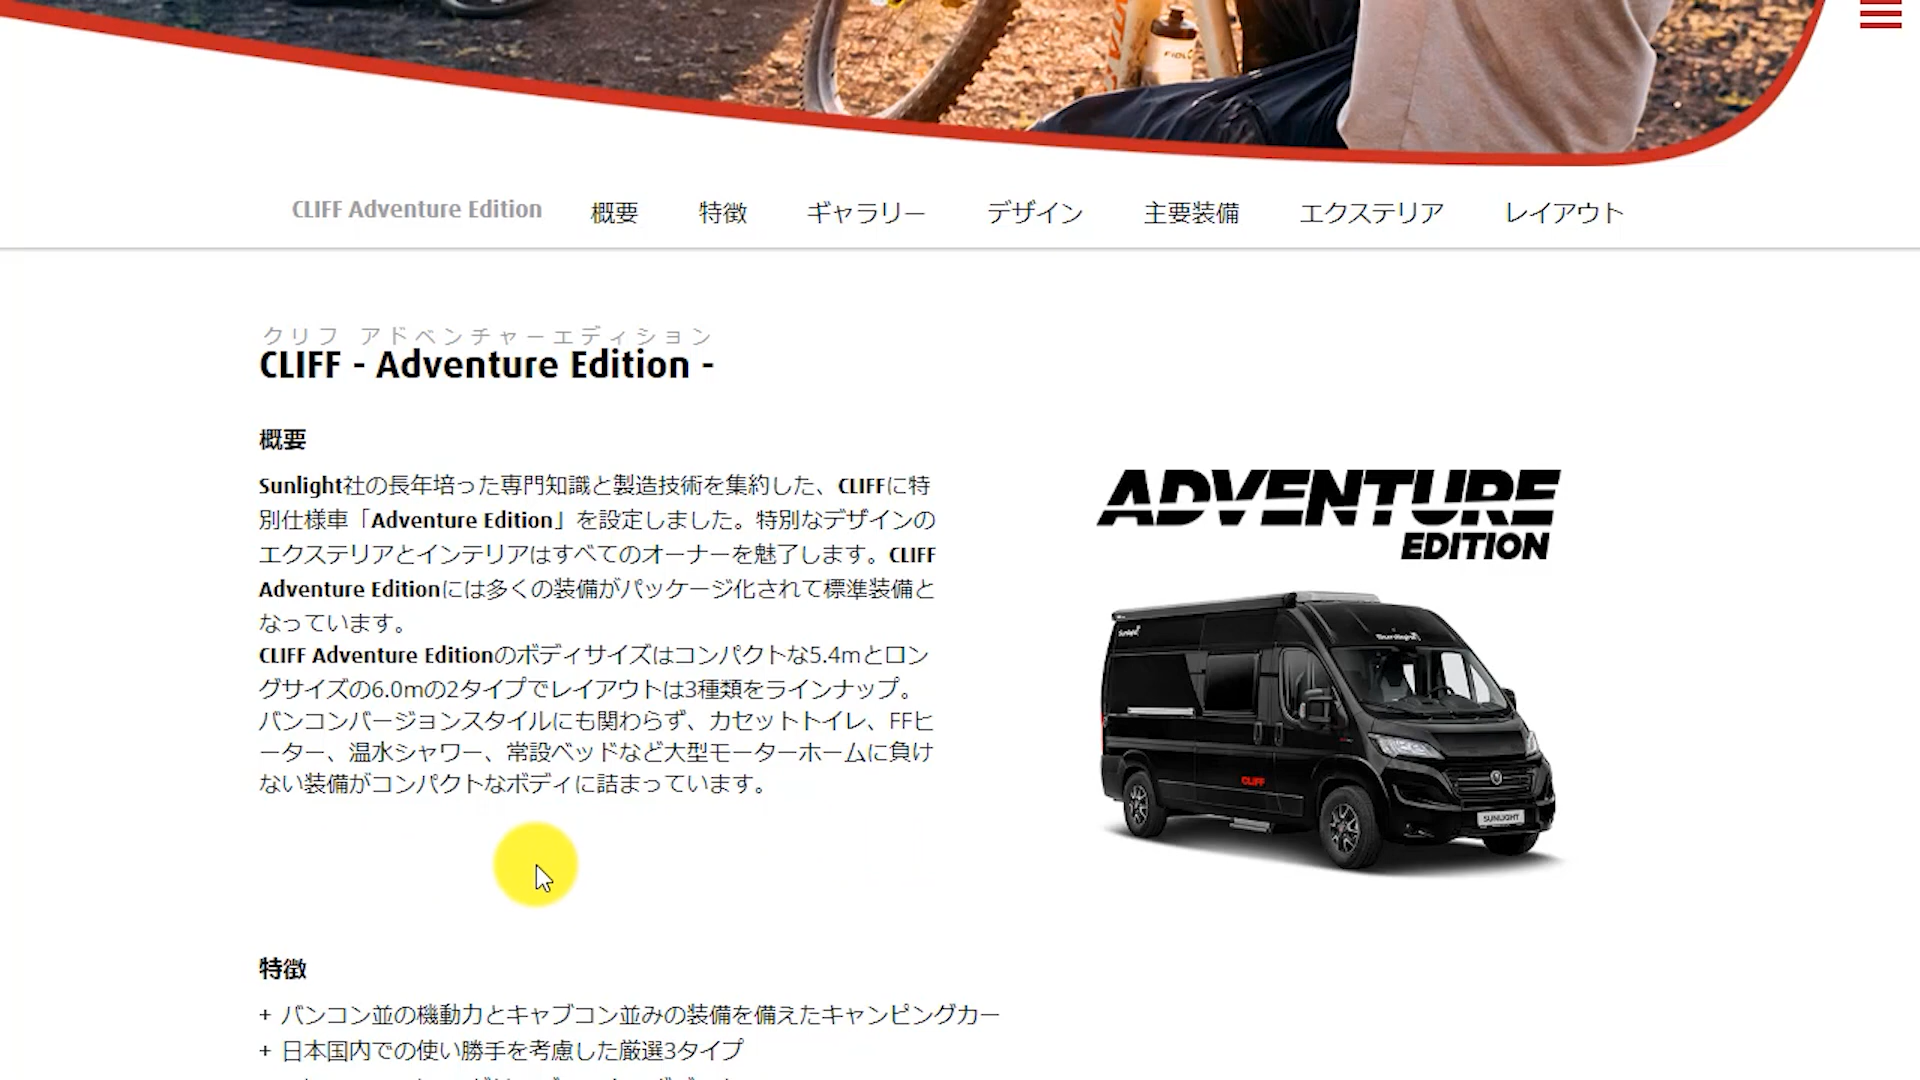 FIDLOCK
CLIFF Adventure Edition 概要 特徴 ギャラリー デザイン 主要装備 エクステリア レイアウト
クリフ アドベンチャーエディション
CLIFF - Adventure Edition -
概要
Sunlight社の長年培った専門知識と製造技術を集約した、CLIFFに特
別仕様車「Adventure Edition」を設定しました。特別なデザインの
エクステリアとインテリアはすべてのオーナーを魅了します。CLIFF
Adventure Editionには多くの装備がパッケージ化されて標準装備と
なっています。
CLIFF Adventure Editionのボディサイズはコンパクトな5.4mとロン
グサイズの6.0mの2タイプでレイアウトは3種類をラインナップ。
バンコンバージョンスタイルにも関わらず、カセットトイレ、FFヒ
ーター、温水シャワー、常設ベッドなど大型モーターホームに負け
ない装備がコンパクトなボディに詰まっています。
ADVENTURE
EDITION
Sunlight
Sunlight
CLIFF
SUNLIGHT
特徴
+ バンコン並の機動力とキャブコン並みの装備を備えたキャンピングカー
+ 日本国内での使い勝手を考慮した厳選3タイプ